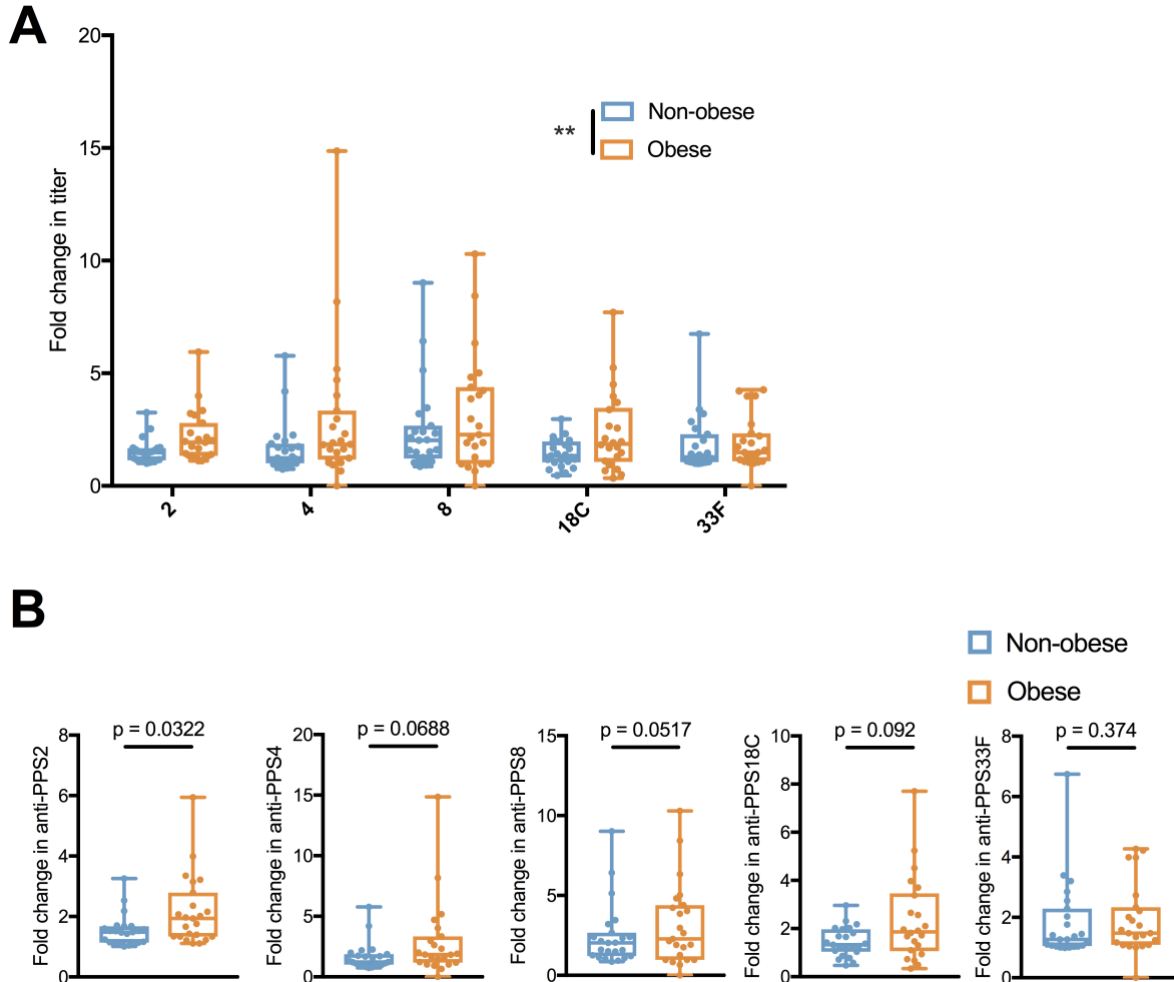 A
20
15
10
5
0
Fold change in titer
**
Non-obese
Obese
2
4
8
18C
33F
B
Non-obese
Obese
p = 0.0322
8
6
4
2
0
Fold change in anti-PPS2
p = 0.0688
20
15
10
5
0
Fold change in anti-PPS4
p = 0.0517
15
10
5
0
Fold change in anti-PPS8
p = 0.092
10
8
6
4
2
0
Fold change in anti-PPS18C
p = 0.374
8
6
4
2
0
Fold change in anti-PPS33F